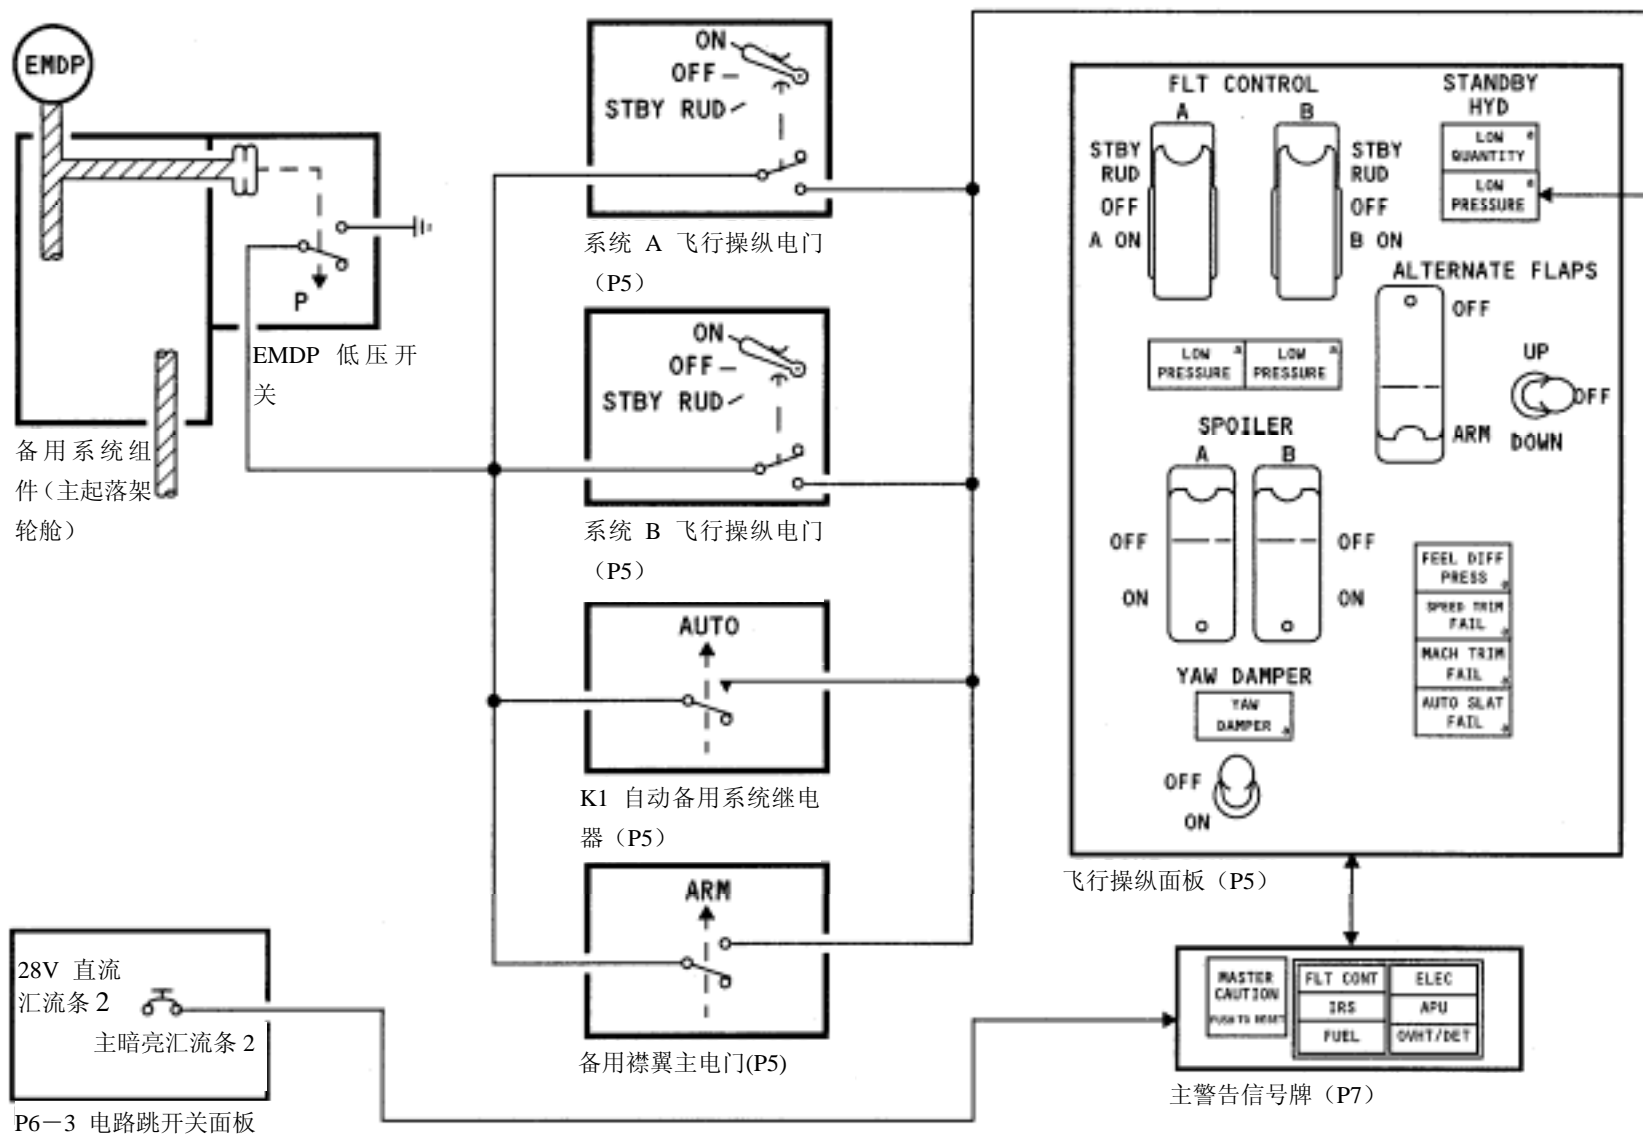 EMDP
P
EMDP 低压开
关
备用系统组
件（主起落架
轮舱）
ON
OFF
STBY RUD
系统 A 飞行操纵电门
（P5）
ON
OFF
STBY RUD
系统 B 飞行操纵电门
（P5）
AUTO
K1 自动备用系统继电
器（P5）
ARM
备用襟翼主电门(P5)
28V 直流
汇流条 2
主暗亮汇流条 2
P6－3 电路跳开关面板
FLT CONTROL
A
B
STBY
RUD
OFF
A ON
STBY
RUD
OFF
B ON
STANDBY
HYD
LOW
QUANTITY
LOW
PRESSURE
ALTERNATE FLAPS
OFF
ARM
UP
OFF
DOWN
LOW
PRESSURE
LOW
PRESSURE
SPOILER
A
B
OFF
ON
OFF
ON
FEEL DIFF
PRESS
SPEED TRIM
FAIL
MACH TRIM
FAIL
AUTO SLAT
FAIL
YAW DAMPER
YAW
DAMPER
OFF
ON
飞行操纵面板（P5）
MASTER
CAUTION
PUSH TO RESET
FLT CONT
ELEC
IRS
APU
FUEL
OVHT/DET
主警告信号牌（P7）